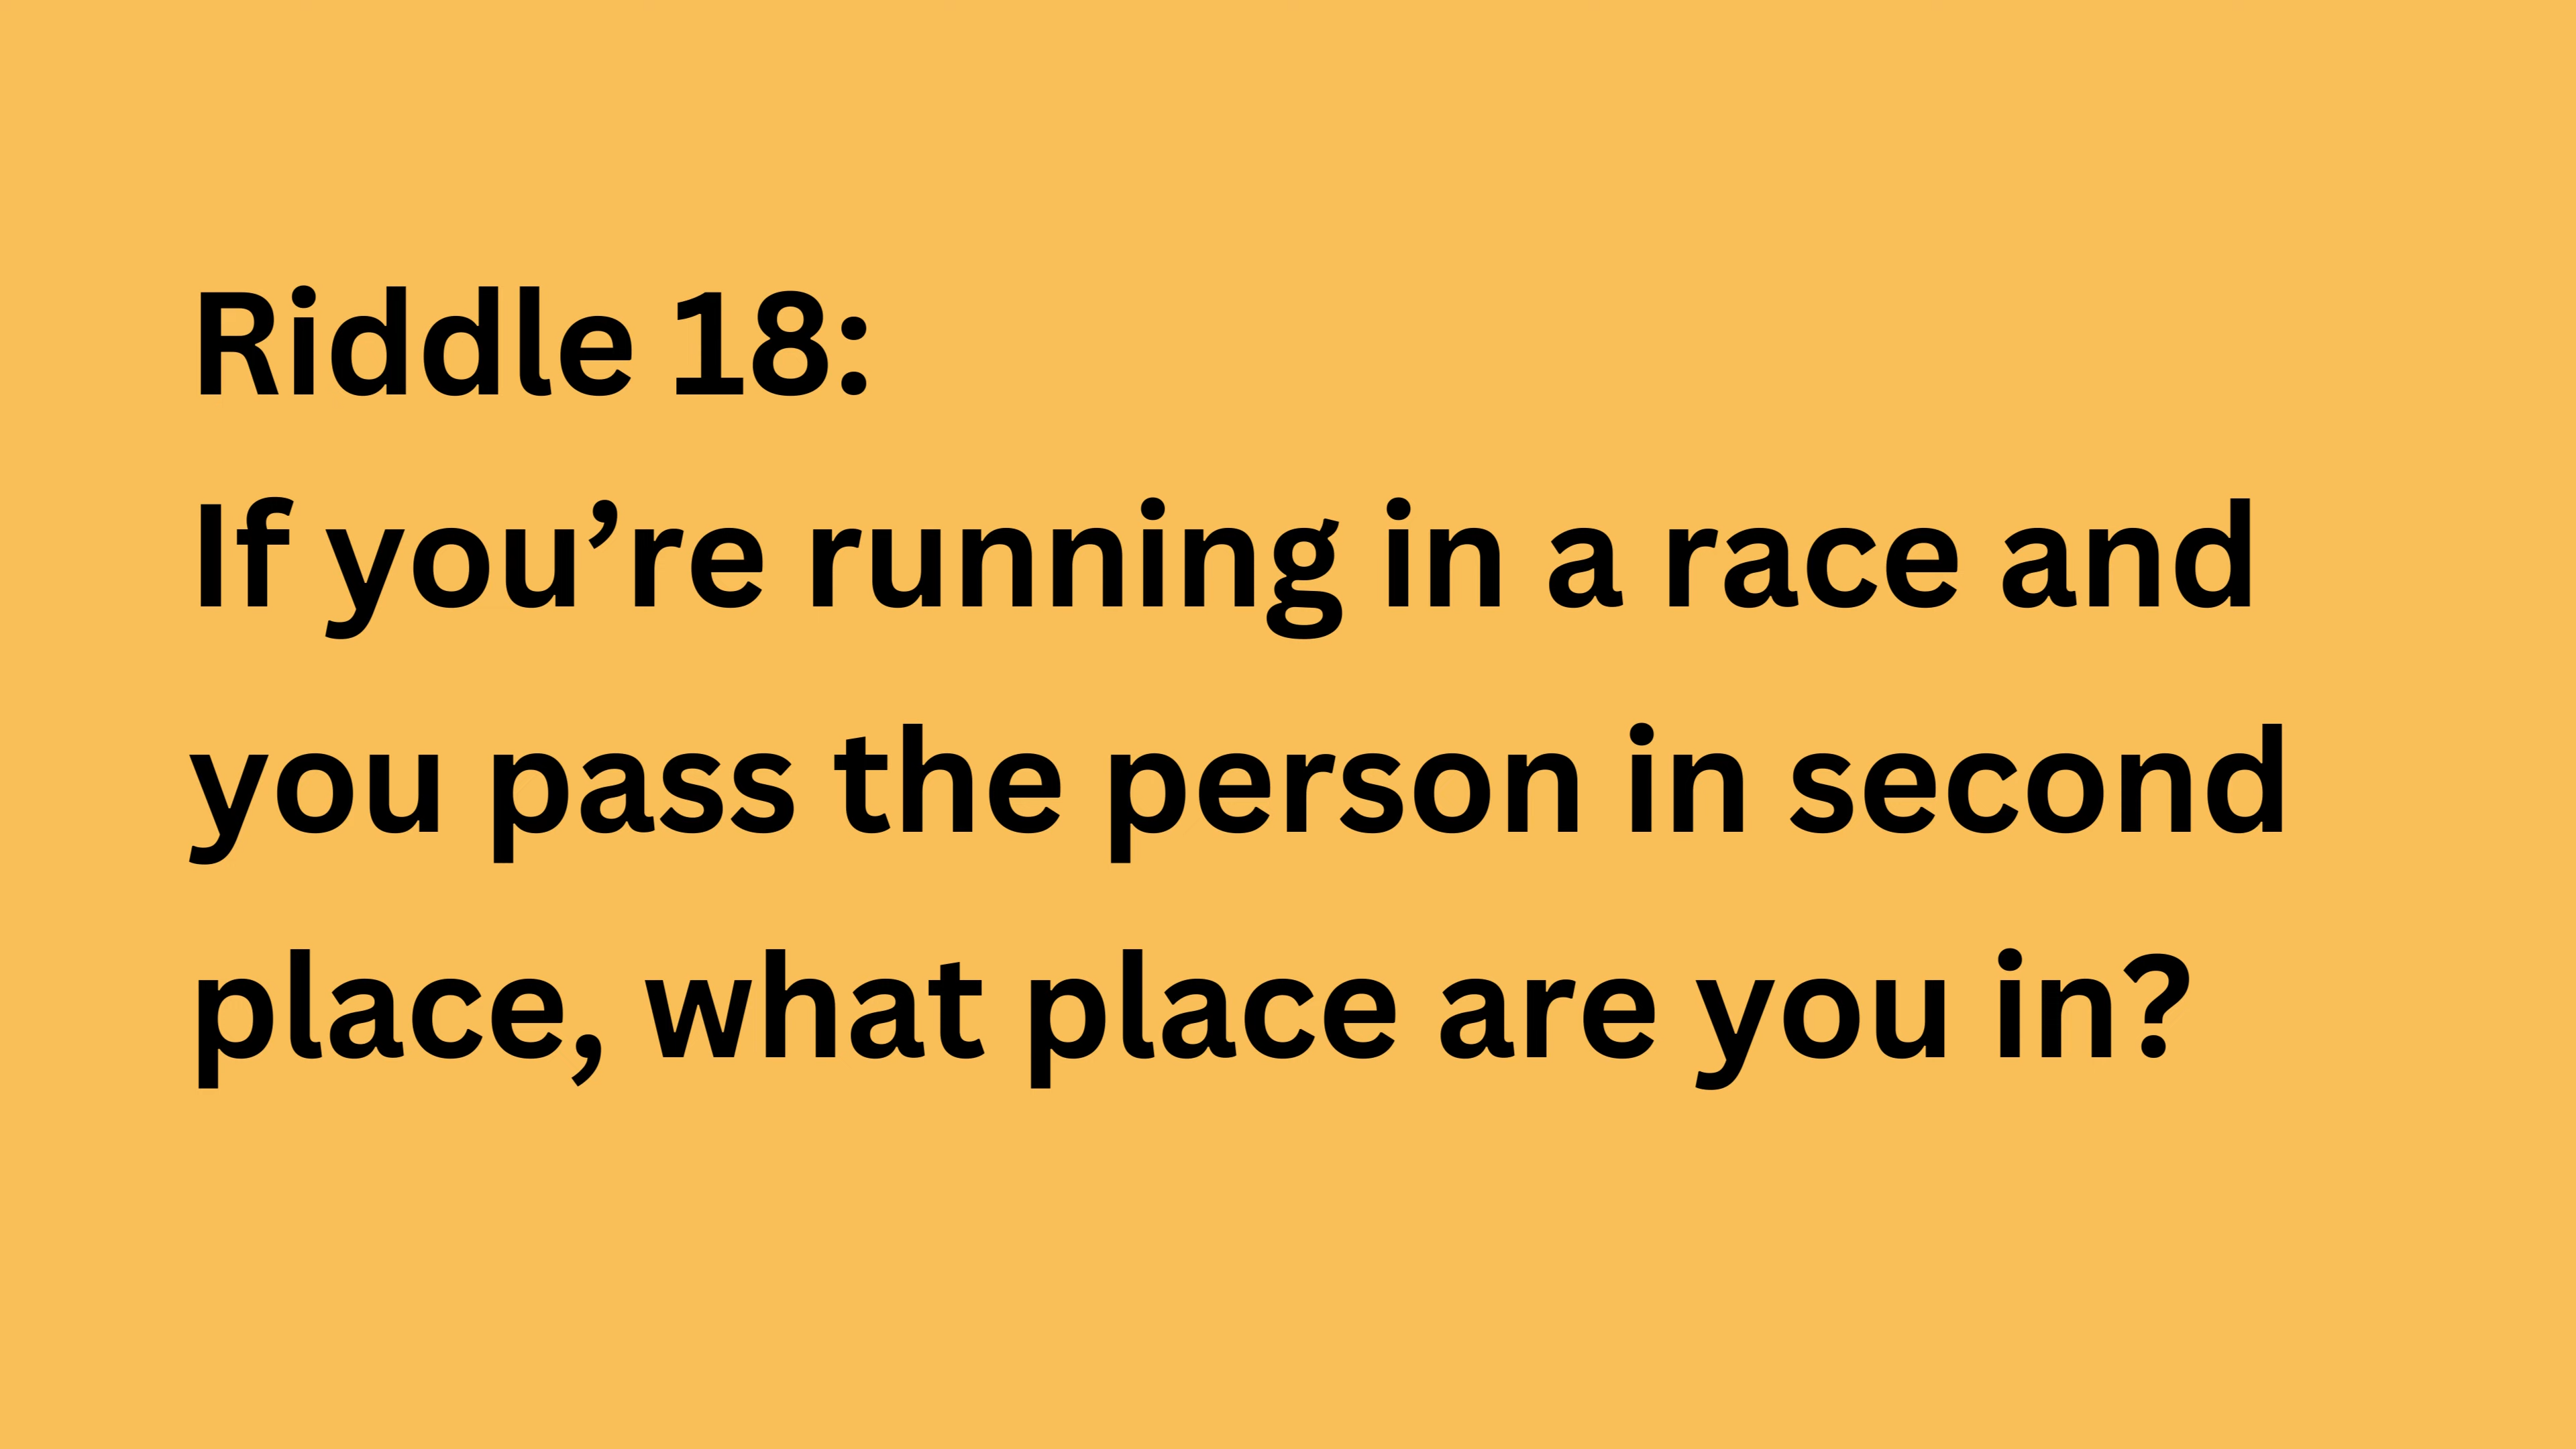 Riddle 18:
If you’re running in a race and
you pass the person in second
place, what place are you in?